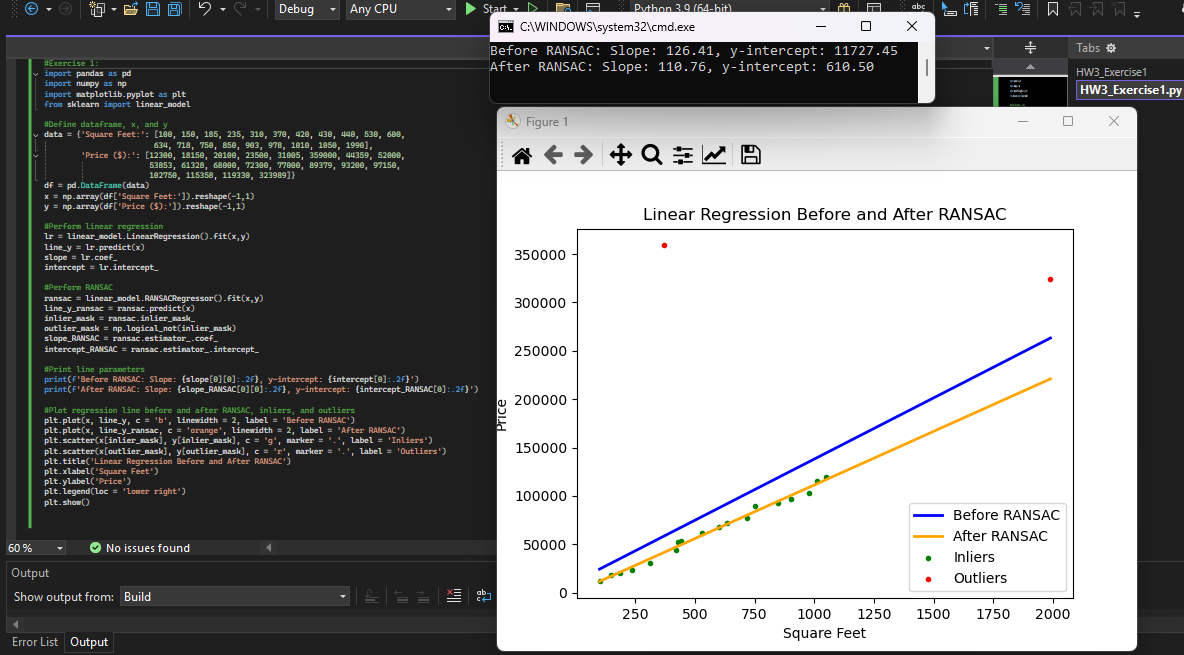 Debug
Any CPU
Start
Python 3.9 (64-bit)
C:\WINDOWS\system32\cmd.exe
Before RANSAC: Slope: 126.41, y-intercept: 11727.45
After RANSAC: Slope: 110.76, y-intercept: 610.50
Tabs
HW3_Exercise1
HW3_Exercise1.py
#Exercise 1:
import pandas as pd
import numpy as np
import matplotlib.pyplot as plt
from sklearn import linear_model
#Define dataframe, x, and y
data = {'Square Feet:': [100, 150, 185, 235, 310, 370, 420, 430, 440, 530, 600,
634, 718, 750, 850, 903, 978, 1010, 1050, 1990],
'Price ($):': [12300, 18150, 20100, 23500, 31005, 359000, 44359, 52000,
53853, 61328, 68000, 72300, 77000, 89379, 93200, 97150,
102750, 115358, 119330, 323989]}
df = pd.DataFrame(data)
x = np.array(df['Square Feet:']).reshape(-1,1)
y = np.array(df['Price ($):']).reshape(-1,1)
#Perform linear regression
lr = linear_model.LinearRegression().fit(x,y)
line_y = lr.predict(x)
slope = lr.coef_
intercept = lr.intercept_
#Perform RANSAC
ransac = linear_model.RANSACRegressor().fit(x,y)
line_y_ransac = ransac.predict(x)
inlier_mask = ransac.inlier_mask_
outlier_mask = np.logical_not(inlier_mask)
slope_RANSAC = ransac.estimator_.coef_
intercept_RANSAC = ransac.estimator_.intercept_
#Print line parameters
print(f'Before RANSAC: Slope: {slope[0][0]:.2f}, y-intercept: {intercept[0]:.2f}')
print(f'After RANSAC: Slope: {slope_RANSAC[0][0]:.2f}, y-intercept: {intercept_RANSAC[0]:.2f}')
#Plot regression line before and after RANSAC, inliers, and outliers
plt.plot(x, line_y, c = 'b', linewidth = 2, label = 'Before RANSAC')
plt.plot(x, line_y_ransac, c = 'orange', linewidth = 2, label = 'After RANSAC')
plt.scatter(x[inlier_mask], y[inlier_mask], c = 'g', marker = '.', label = 'Inliers')
plt.scatter(x[outlier_mask], y[outlier_mask], c = 'r', marker = '.', label = 'Outliers')
plt.title('Linear Regression Before and After RANSAC')
plt.xlabel('Square Feet')
plt.ylabel('Price')
plt.legend(loc = 'lower right')
plt.show()
60 %
No issues found
Output
Show output from:
Build
Error List
Output
Figure 1
Linear Regression Before and After RANSAC
350000
300000
250000
200000
150000
100000
50000
0
Price
250
500
750
1000
1250
1500
1750
2000
Square Feet
Before RANSAC
After RANSAC
Inliers
Outliers